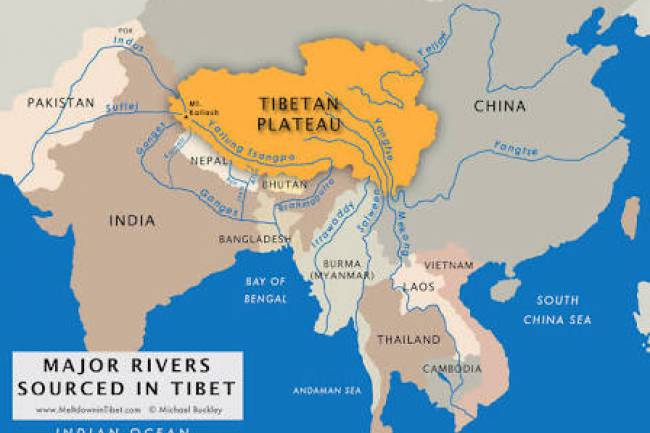 POK
Indus
Yellow
PAKISTAN
Sutlej
Mt.
Kailash
TIBETAN
PLATEAU
CHINA
Ganges
Yarlung Tsangpo
Yangtse
Yangtse
NEPAL
BHUTAN
Ganges
Brahmaputra
INDIA
BANGLADESH
Irrawaddy
Salween
Mekong
BURMA
(MYANMAR)
VIETNAM
LAOS
BAY OF
BENGAL
SOUTH
CHINA SEA
THAILAND
CAMBODIA
ANDAMAN SEA
MAJOR RIVERS
SOURCED IN TIBET
www.MeltdowninTibet.com © Michael Buckley
INDIAN OCEAN